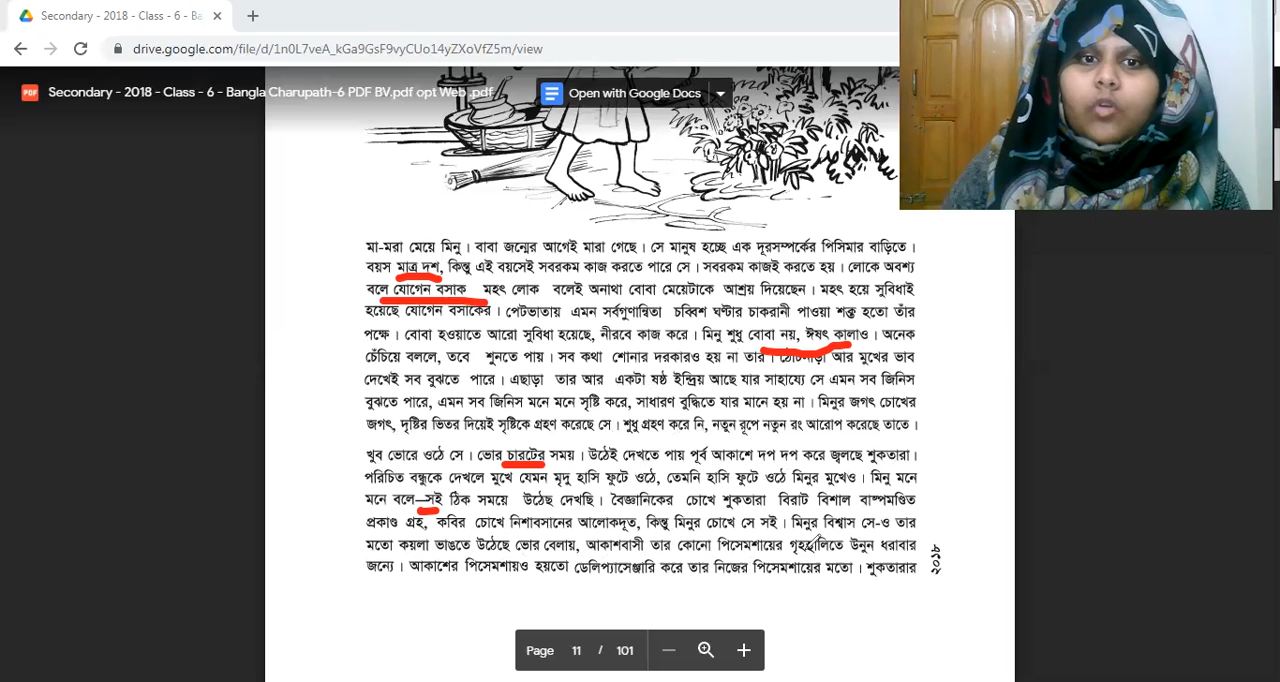 Secondary - 2018 - Class - 6 - Ba
drive.google.com/file/d/1n0L7veA_kGa9GsF9vyCUo14yZXoVfZ5m/view
PDF
Secondary - 2018 - Class - 6 - Bangla Charupath-6 PDF BV.pdf opt Web .pdf
Open with Google Docs
মা-মরা মেয়ে মিনু। বাবা জন্মের আগেই মারা গেছে। সে মানুষ হচ্ছে এক দূরসম্পর্কের পিসিমার বাড়িতে।
বয়স মাত্র দশ, কিন্তু এই বয়সেই সবরকম কাজ করতে পারে সে। সবরকম কাজই করতে হয়। লোকে অবশ্য
বলে যোগেন বসাক মহৎ লোক বলেই অনাথা বোবা মেয়েটাকে আশ্রয় দিয়েছেন। মহৎ হয়ে সুবিধাই
হয়েছে যোগেন বসাকের। পেটভাতায় এমন সর্বগুণান্বিতা চব্বিশ ঘণ্টার চাকরানী পাওয়া শক্ত হতো তাঁর
পক্ষে। বোবা হওয়াতে আরো সুবিধা হয়েছে, নীরবে কাজ করে। মিনু শুধু বোবা নয়, ঈষৎ কালাও। অনেক
চেঁচিয়ে বললে, তবে শুনতে পায়। সব কথা শোনার দরকারও হয় না তার। ঠোঁটনাড়া আর মুখের ভাব
দেখেই সব বুঝতে পারে। এছাড়া তার আর একটা ষষ্ঠ ইন্দ্রিয় আছে যার সাহায্যে সে এমন সব জিনিস
বুঝতে পারে, এমন সব জিনিস মনে মনে সৃষ্টি করে, সাধারণ বুদ্ধিতে যার মানে হয় না। মিনুর জগৎ চোখের
জগৎ, দৃষ্টির ভিতর দিয়েই সৃষ্টিকে গ্রহণ করেছে সে। শুধু গ্রহণ করে নি, নতুন রূপে নতুন রং আরোপ করেছে তাতে।
খুব ভোরে ওঠে সে। ভোর চারটের সময়। উঠেই দেখতে পায় পূর্ব আকাশে দপ দপ করে জ্বলছে শুকতারা।
পরিচিত বন্ধুকে দেখলে মুখে যেমন মৃদু হাসি ফুটে ওঠে, তেমনি হাসি ফুটে ওঠে মিনুর মুখেও। মিনু মনে
মনে বলে—সই ঠিক সময়ে উঠেছ দেখছি। বৈজ্ঞানিকের চোখে শুকতারা বিরাট বিশাল বাষ্পমণ্ডিত
প্রকাণ্ড গ্রহ, কবির চোখে নিশাবসানের আলোকদূত, কিন্তু মিনুর চোখে সে সই। মিনুর বিশ্বাস সে-ও তার
মতো কয়লা ভাঙতে উঠেছে ভোর বেলায়, আকাশবাসী তার কোনো পিসেমশায়ের গৃহস্থালিতে উনুন ধরাবার
জন্যে। আকাশের পিসেমশায়ও হয়তো ডেলিপ্যাসেঞ্জারি করে তার নিজের পিসেমশায়ের মতো। শুকতারার
২০১৮
Page 11 / 101